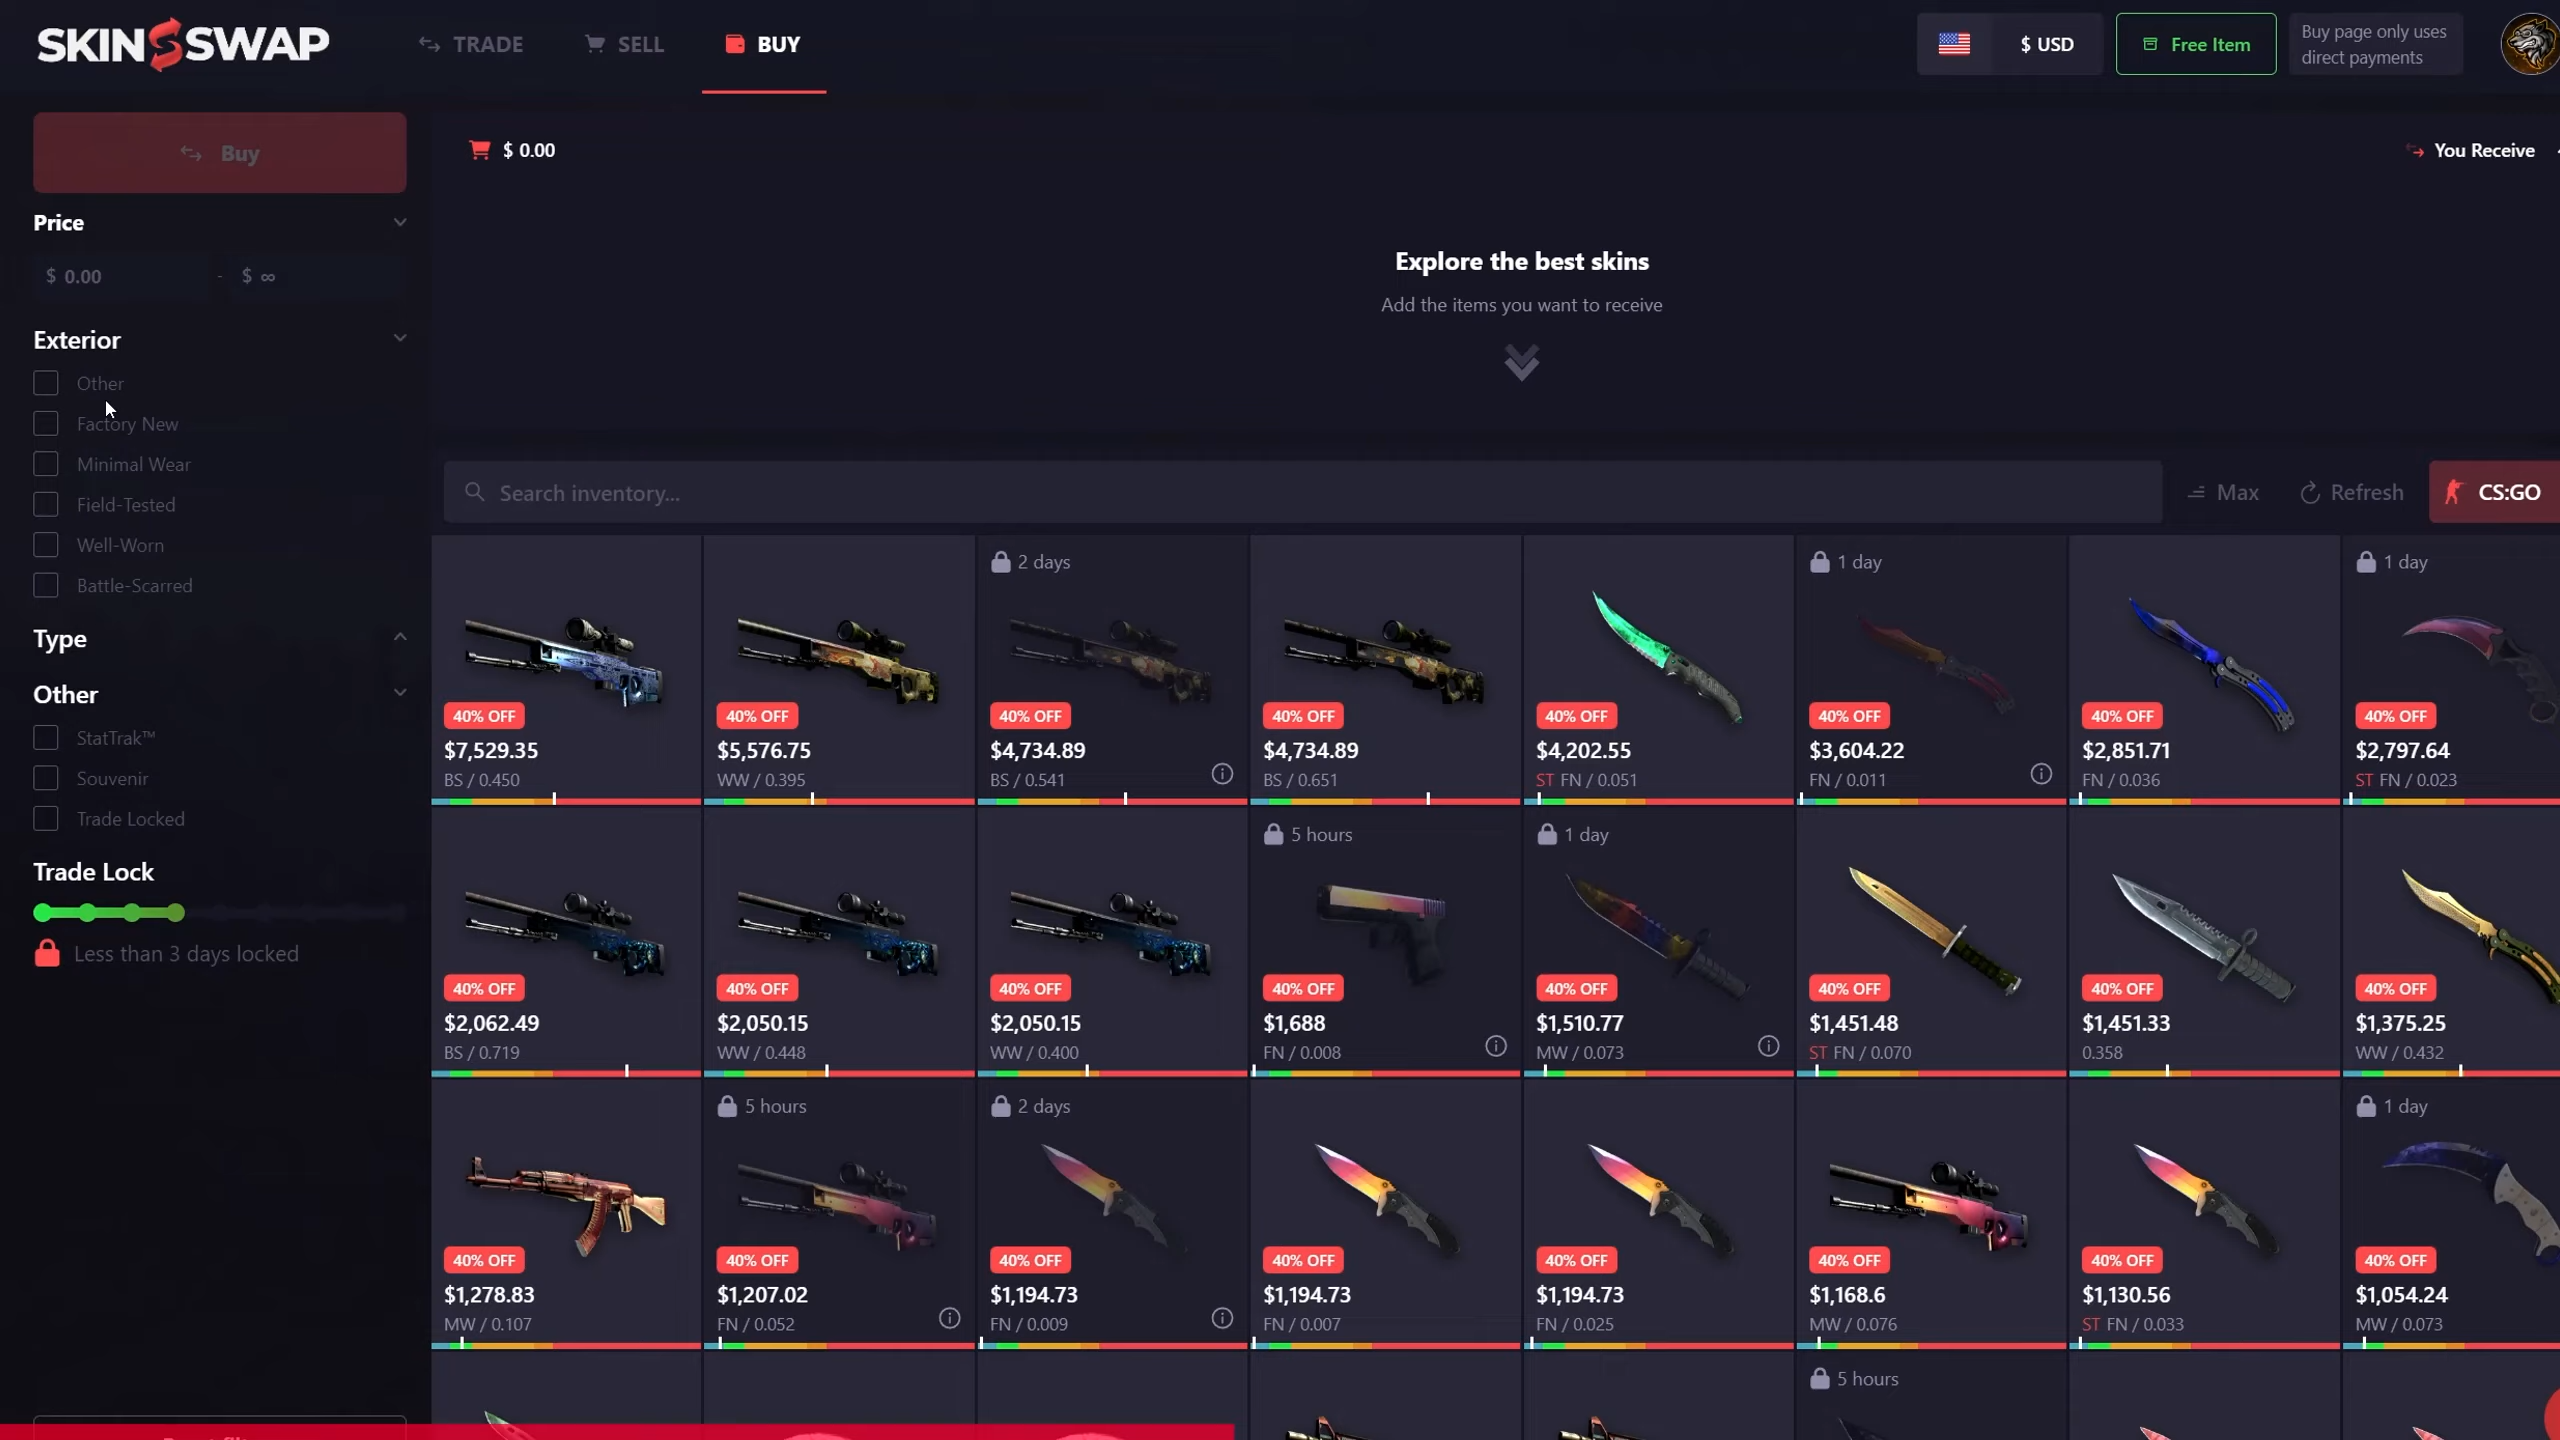 SKIN SWAP
TRADE
SELL
BUY
$ USD
Free Item
Buy page only uses
direct payments
Buy
Price
$ 0.00 - $ ∞
Exterior
Other
Factory New
Minimal Wear
Field-Tested
Well-Worn
Battle-Scarred
Type
Other
StatTrak™
Souvenir
Trade Locked
Trade Lock
Less than 3 days locked
$ 0.00
You Receive
Explore the best skins
Add the items you want to receive
Search inventory...
Max
Refresh
CS:GO
40% OFF
$7,529.35
BS / 0.450
40% OFF
$5,576.75
WW / 0.395
2 days
40% OFF
$4,734.89
BS / 0.541
40% OFF
$4,734.89
BS / 0.651
40% OFF
$4,202.55
ST FN / 0.051
1 day
40% OFF
$3,604.22
FN / 0.011
40% OFF
$2,851.71
FN / 0.036
1 day
40% OFF
$2,797.64
ST FN / 0.023
40% OFF
$2,062.49
BS / 0.719
40% OFF
$2,050.15
WW / 0.448
40% OFF
$2,050.15
WW / 0.400
5 hours
40% OFF
$1,688
FN / 0.008
1 day
40% OFF
$1,510.77
MW / 0.073
40% OFF
$1,451.48
ST FN / 0.070
40% OFF
$1,451.33
0.358
40% OFF
$1,375.25
WW / 0.432
40% OFF
$1,278.83
MW / 0.107
5 hours
40% OFF
$1,207.02
FN / 0.052
2 days
40% OFF
$1,194.73
FN / 0.009
40% OFF
$1,194.73
FN / 0.007
40% OFF
$1,194.73
FN / 0.025
40% OFF
$1,168.6
MW / 0.076
40% OFF
$1,130.56
ST FN / 0.033
1 day
40% OFF
$1,054.24
MW / 0.073
5 hours